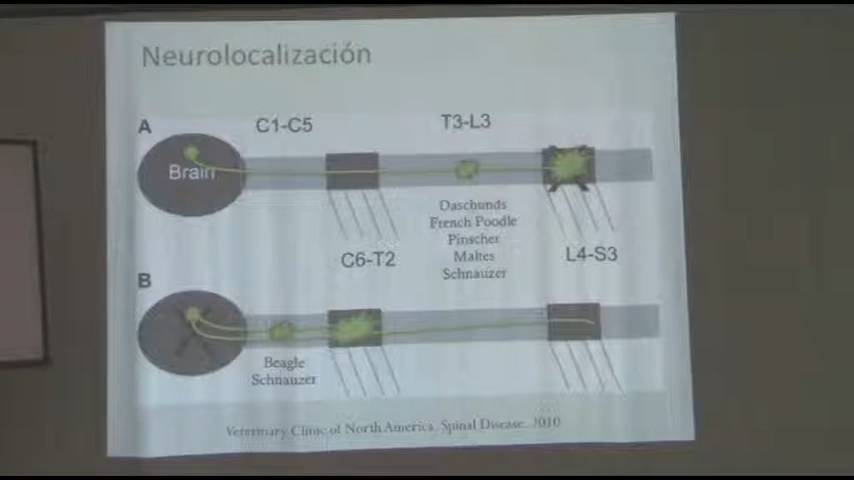 Neurolocalización
A
C1-C5
T3-L3
Brain
Daschunds
French Poodle
Pinscher
Maltes
Schnauzer
C6-T2
L4-S3
B
Beagle
Schnauzer
Veterinary Clinic of North America. Spinal Disease. 2010